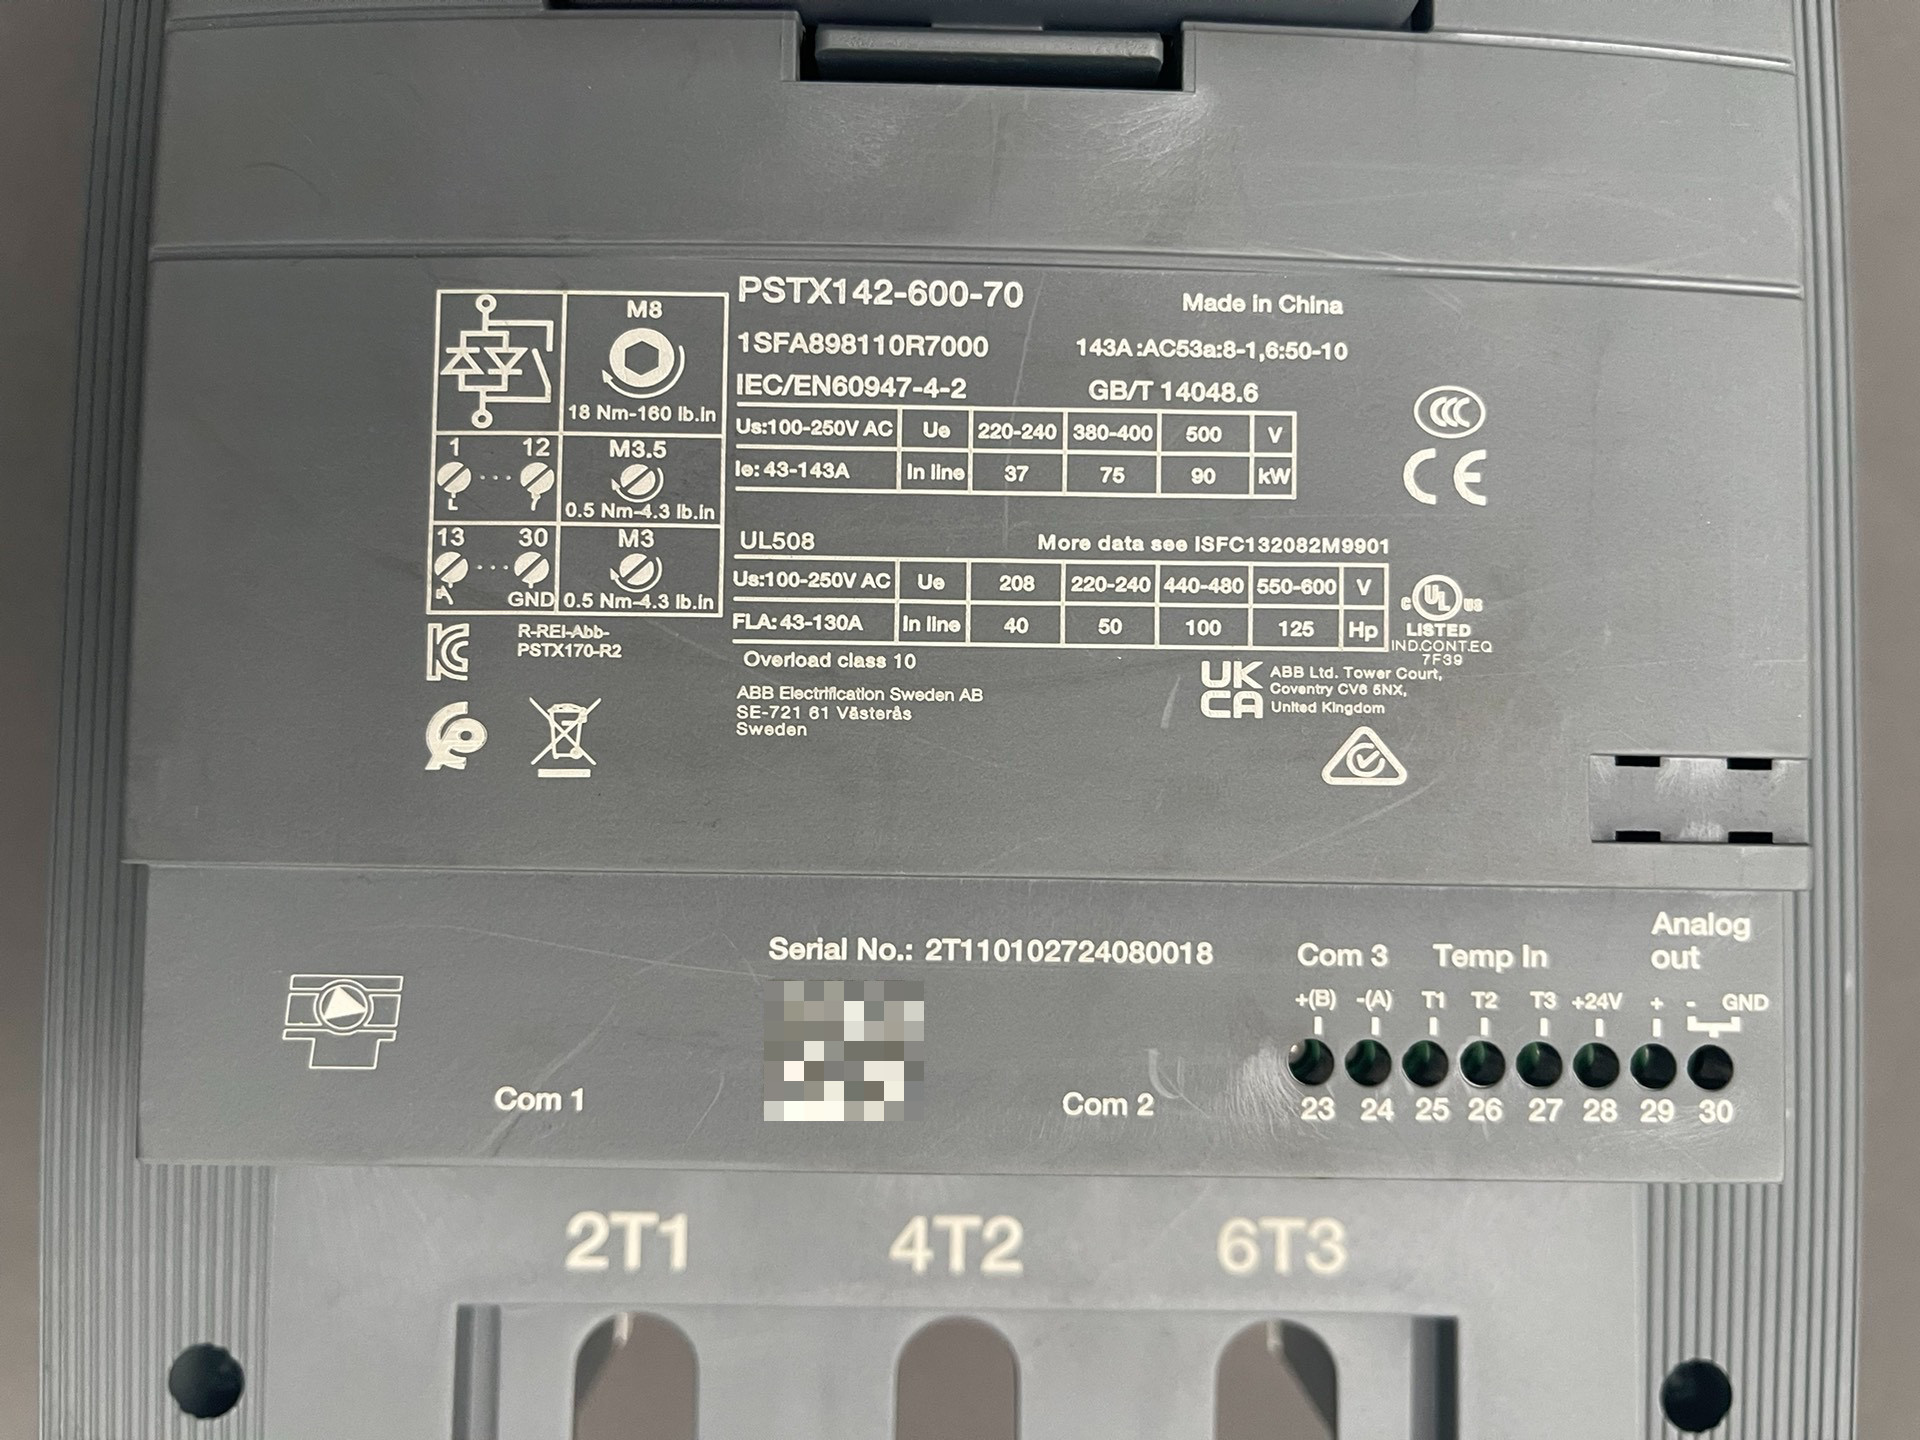 PSTX142-600-70
Made in China
1SFA898110R7000
143A:AC53a:8-1,6:50-10
IEC/EN60947-4-2
GB/T 14048.6
Us:100-250V AC Ue 220-240 380-400 500 V
Ie: 43-143A In line 37 75 90 kW
M8
18 Nm-160 lb.in
1 12
M3.5
L
0.5 Nm-4.3 lb.in
13 30
M3
GND
0.5 Nm-4.3 lb.in
CCC
CE
UL508
More data see ISFC132082M9901
Us:100-250V AC Ue 208 220-240 440-480 550-600 V
FLA: 43-130A In line 40 50 100 125 Hp
Overload class 10
c UL us
LISTED
IND.CONT.EQ
7F39
R-REI-Abb-
PSTX170-R2
ABB Electrification Sweden AB
SE-721 61 Västerås
Sweden
UK
CA
ABB Ltd. Tower Court,
Coventry CV6 5NX,
United Kingdom
Serial No.: 2T110102724080018
Com 1
Com 2
Com 3
Temp In
Analog
out
+(B) -(A) T1 T2 T3 +24V + - GND
23 24 25 26 27 28 29 30
2T1 4T2 6T3